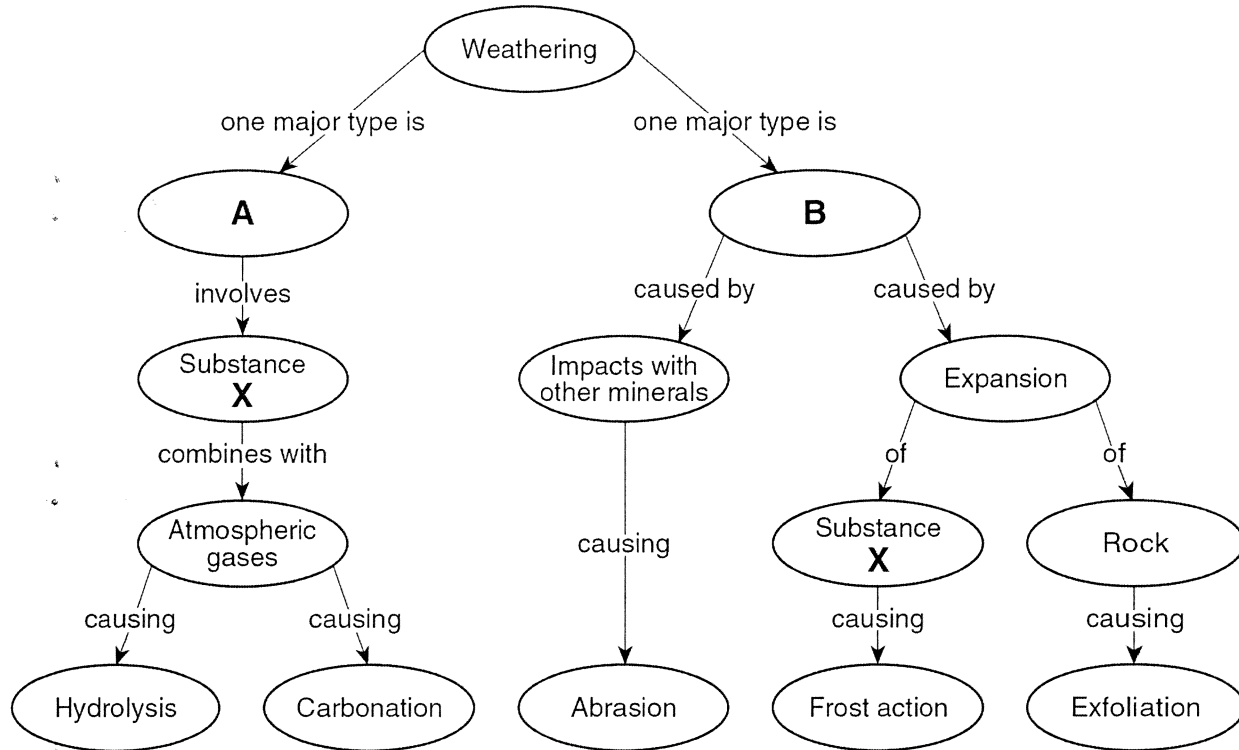 Weathering
one major type is
one major type is
A
B
involves
caused by
caused by
Substance
X
Impacts with
other minerals
Expansion
combines with
of
of
Atmospheric
gases
causing
Substance
X
Rock
causing
causing
causing
causing
Hydrolysis
Carbonation
Abrasion
Frost action
Exfoliation